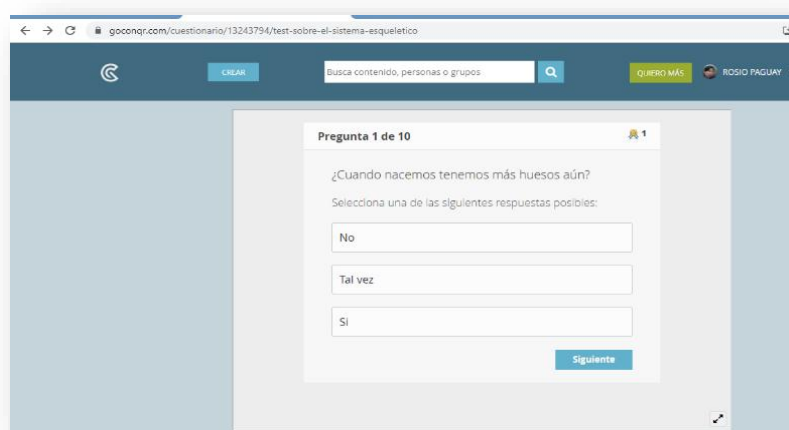 goconqr.com/cuestionario/13243794/test-sobre-el-sistema-esqueletico
CREAR
Busca contenido, personas o grupos
QUIERO MÁS
ROSIO PAGUAY
Pregunta 1 de 10
1
¿Cuando nacemos tenemos más huesos aún?
Selecciona una de las siguientes respuestas posibles:
No
Tal vez
Si
Siguiente